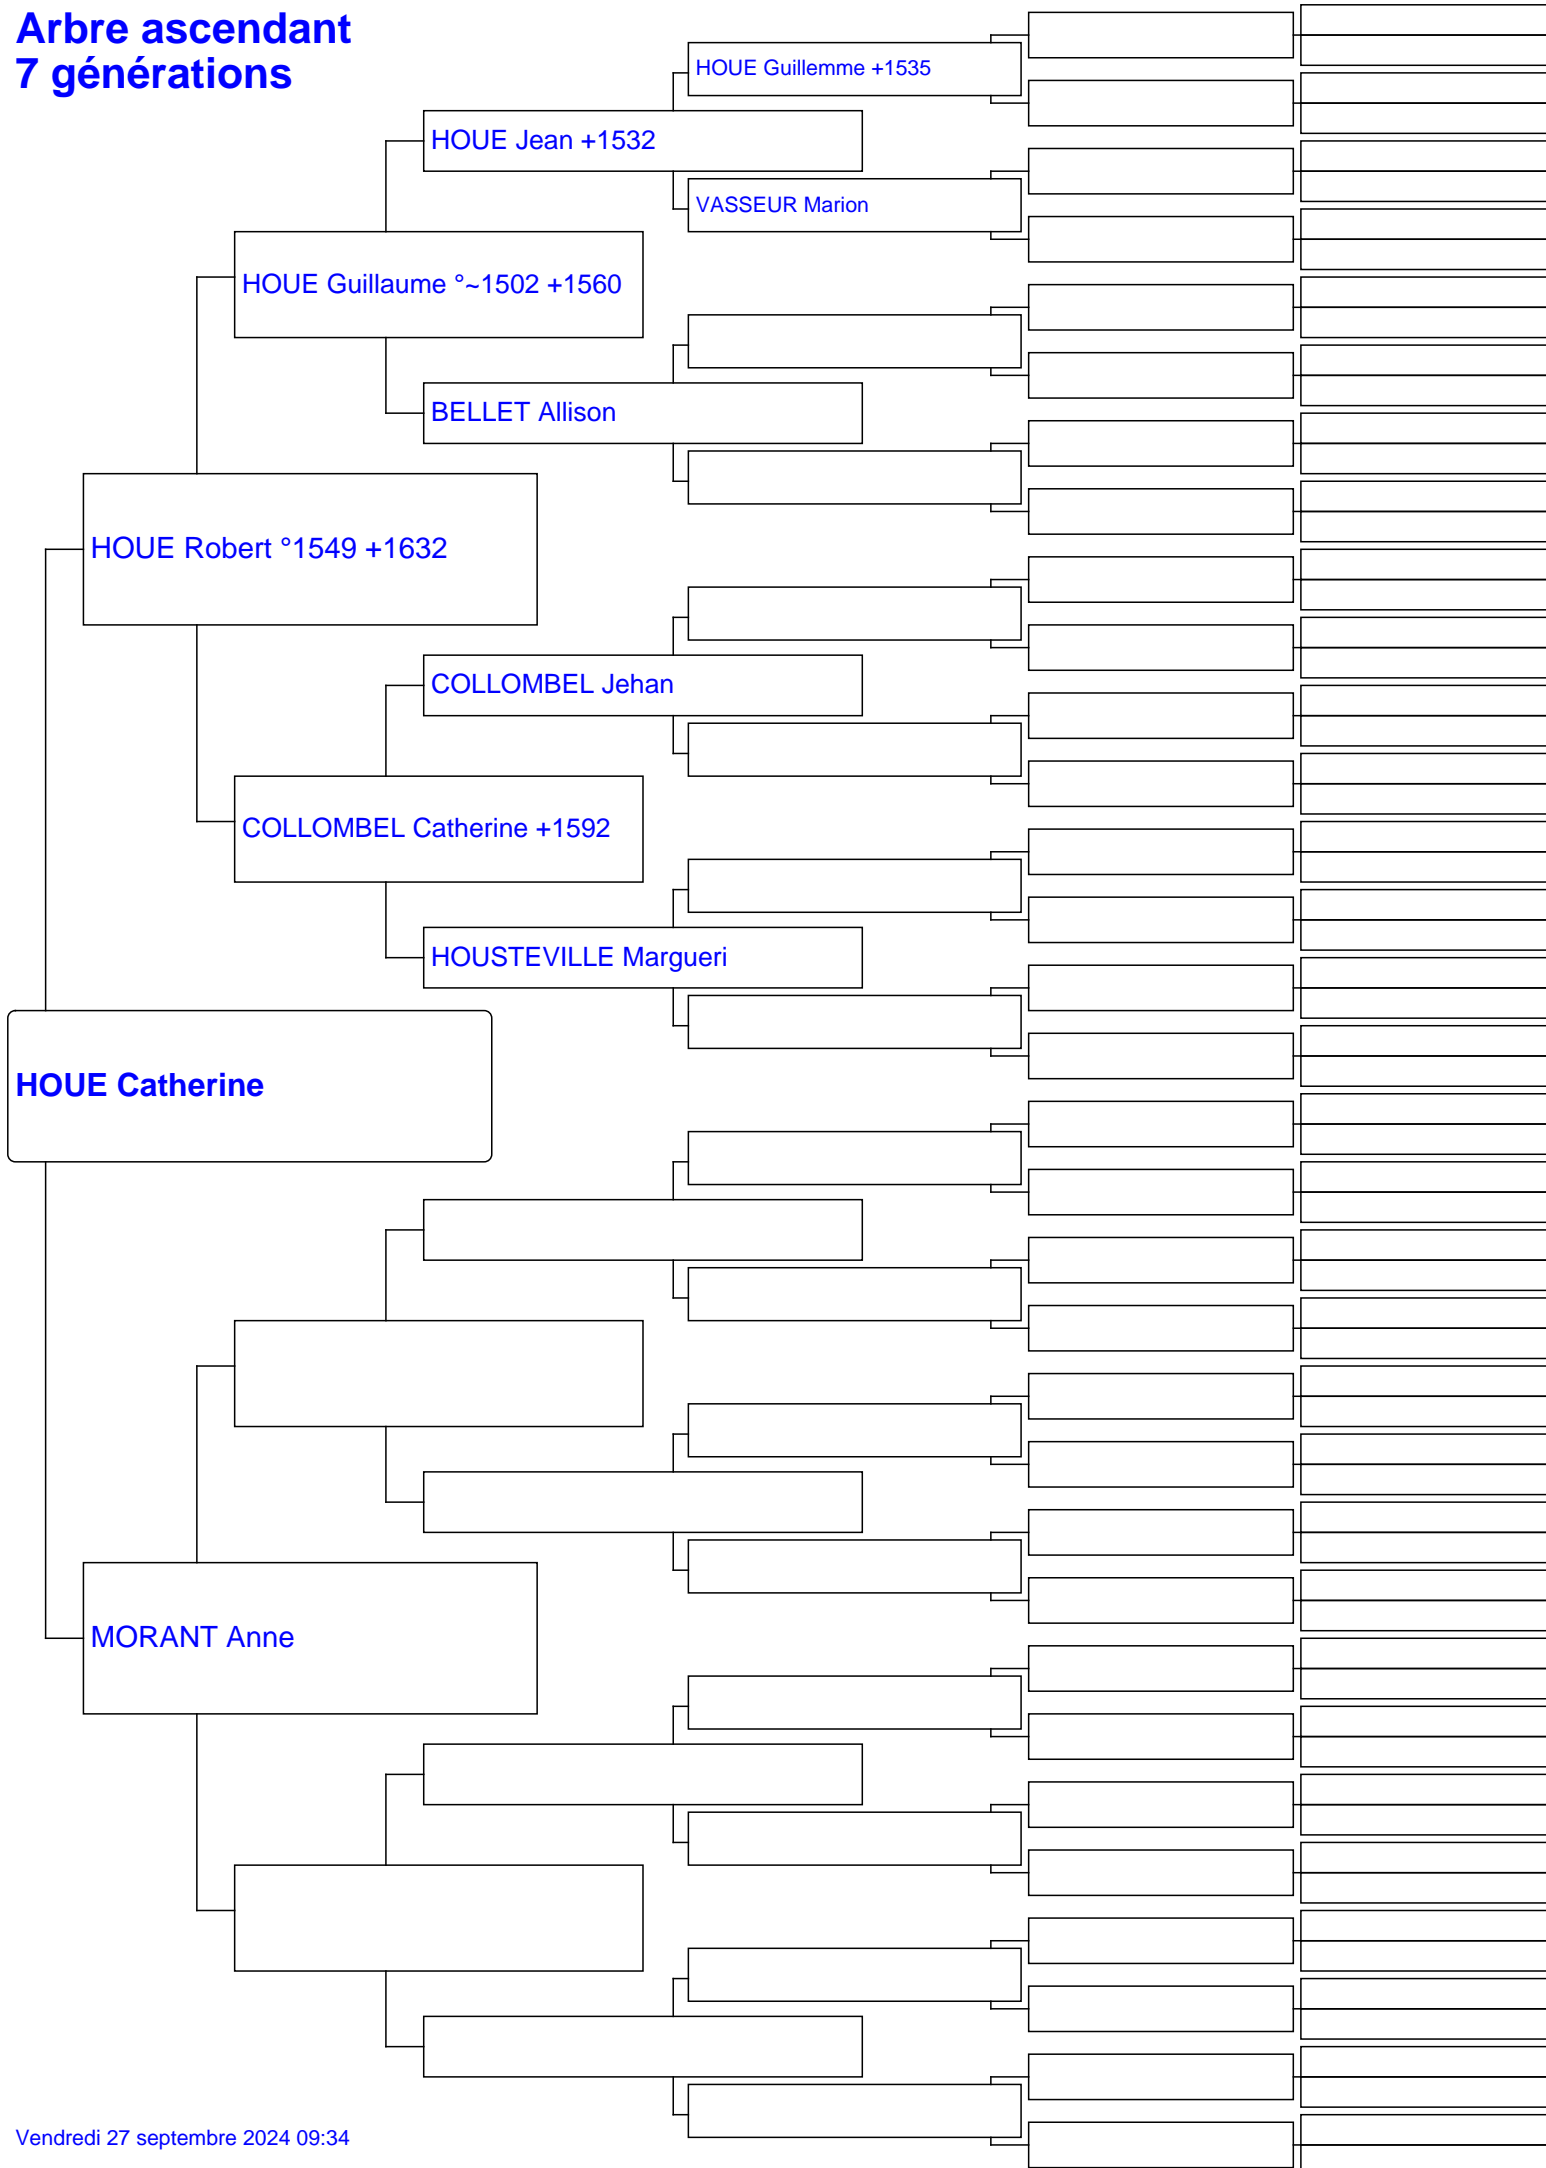 Arbre ascendant
7 générations
HOUE Guillemme +1535
HOUE Jean +1532
VASSEUR Marion
HOUE Guillaume °~1502 +1560
BELLET Allison
HOUE Robert °1549 +1632
COLLOMBEL Jehan
COLLOMBEL Catherine +1592
HOUSTEVILLE Margueri
HOUE Catherine
MORANT Anne
Vendredi 27 septembre 2024 09:34